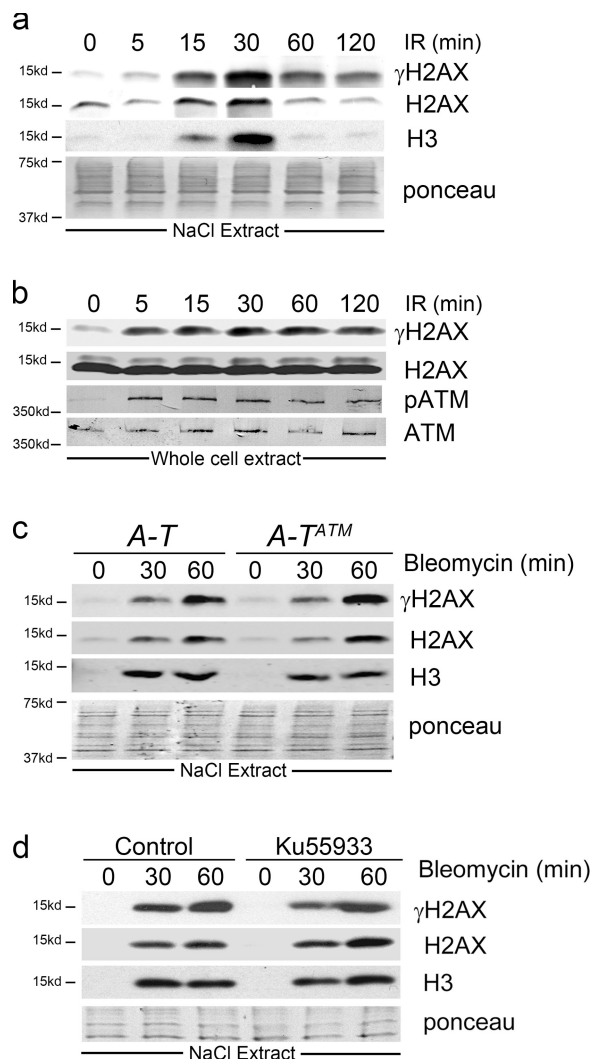 a
0 5 15 30 60 120 IR (min)
15kd γH2AX
15kd H2AX
15kd H3
75kd
ponceau
37kd
NaCl Extract
b
0 5 15 30 60 120 IR (min)
15kd γH2AX
15kd H2AX
pATM
350kd
ATM
350kd
Whole cell extract
c
A-T A-T^ATM
0 30 60 0 30 60 Bleomycin (min)
15kd γH2AX
15kd H2AX
15kd H3
75kd
ponceau
37kd
NaCl Extract
d
Control Ku55933
0 30 60 0 30 60 Bleomycin (min)
15kd γH2AX
15kd H2AX
15kd H3
ponceau
NaCl Extract